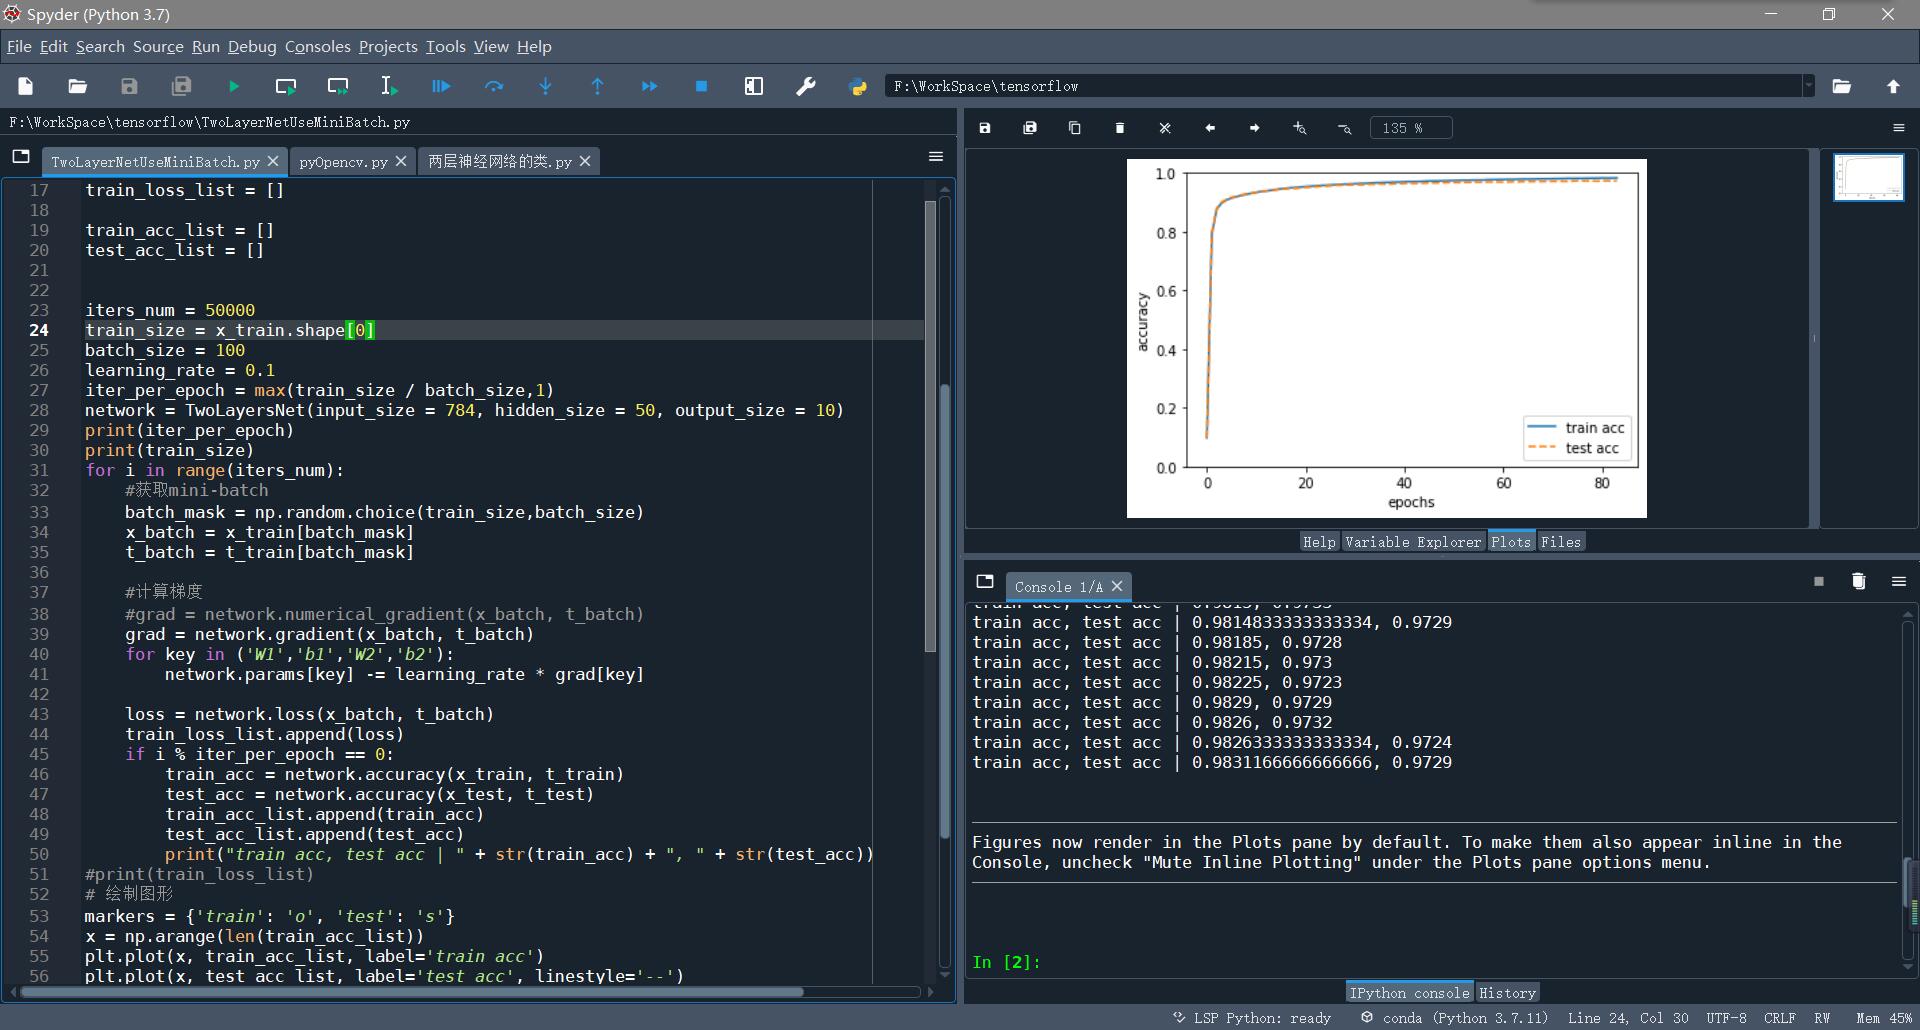 Spyder (Python 3.7)
File Edit Search Source Run Debug Consoles Projects Tools View Help
F:\WorkSpace\tensorflow
F:\WorkSpace\tensorflow\TwoLayerNetUseMiniBatch.py
TwoLayerNetUseMiniBatch.py pyOpencv.py 两层神经网络的类.py
17 train_loss_list = []
18
19 train_acc_list = []
20 test_acc_list = []
21
22
23 iters_num = 50000
24 train_size = x_train.shape[0]
25 batch_size = 100
26 learning_rate = 0.1
27 iter_per_epoch = max(train_size / batch_size,1)
28 network = TwoLayersNet(input_size = 784, hidden_size = 50, output_size = 10)
29 print(iter_per_epoch)
30 print(train_size)
31 for i in range(iters_num):
32 #获取mini-batch
33 batch_mask = np.random.choice(train_size,batch_size)
34 x_batch = x_train[batch_mask]
35 t_batch = t_train[batch_mask]
36
37 #计算梯度
38 #grad = network.numerical_gradient(x_batch, t_batch)
39 grad = network.gradient(x_batch, t_batch)
40 for key in ('W1','b1','W2','b2'):
41 network.params[key] -= learning_rate * grad[key]
42
43 loss = network.loss(x_batch, t_batch)
44 train_loss_list.append(loss)
45 if i % iter_per_epoch == 0:
46 train_acc = network.accuracy(x_train, t_train)
47 test_acc = network.accuracy(x_test, t_test)
48 train_acc_list.append(train_acc)
49 test_acc_list.append(test_acc)
50 print("train acc, test acc | " + str(train_acc) + ", " + str(test_acc))
51 #print(train_loss_list)
52 # 绘制图形
53 markers = {'train': 'o', 'test': 's'}
54 x = np.arange(len(train_acc_list))
55 plt.plot(x, train_acc_list, label='train acc')
56 plt.plot(x, test_acc_list, label='test acc', linestyle='--')
135 %
1.0
0.8
0.6
0.4
0.2
0.0
accuracy
train acc
test acc
0 20 40 60 80
epochs
Help Variable Explorer Plots Files
Console 1/A
train acc, test acc | 0.9815, 0.9735
train acc, test acc | 0.9814833333333334, 0.9729
train acc, test acc | 0.98185, 0.9728
train acc, test acc | 0.98215, 0.973
train acc, test acc | 0.98225, 0.9723
train acc, test acc | 0.9829, 0.9729
train acc, test acc | 0.9826, 0.9732
train acc, test acc | 0.9826333333333334, 0.9724
train acc, test acc | 0.9831166666666666, 0.9729
Figures now render in the Plots pane by default. To make them also appear inline in the
Console, uncheck "Mute Inline Plotting" under the Plots pane options menu.
In [2]:
IPython console History
LSP Python: ready conda (Python 3.7.11) Line 24, Col 30 UTF-8 CRLF RW Mem 45%